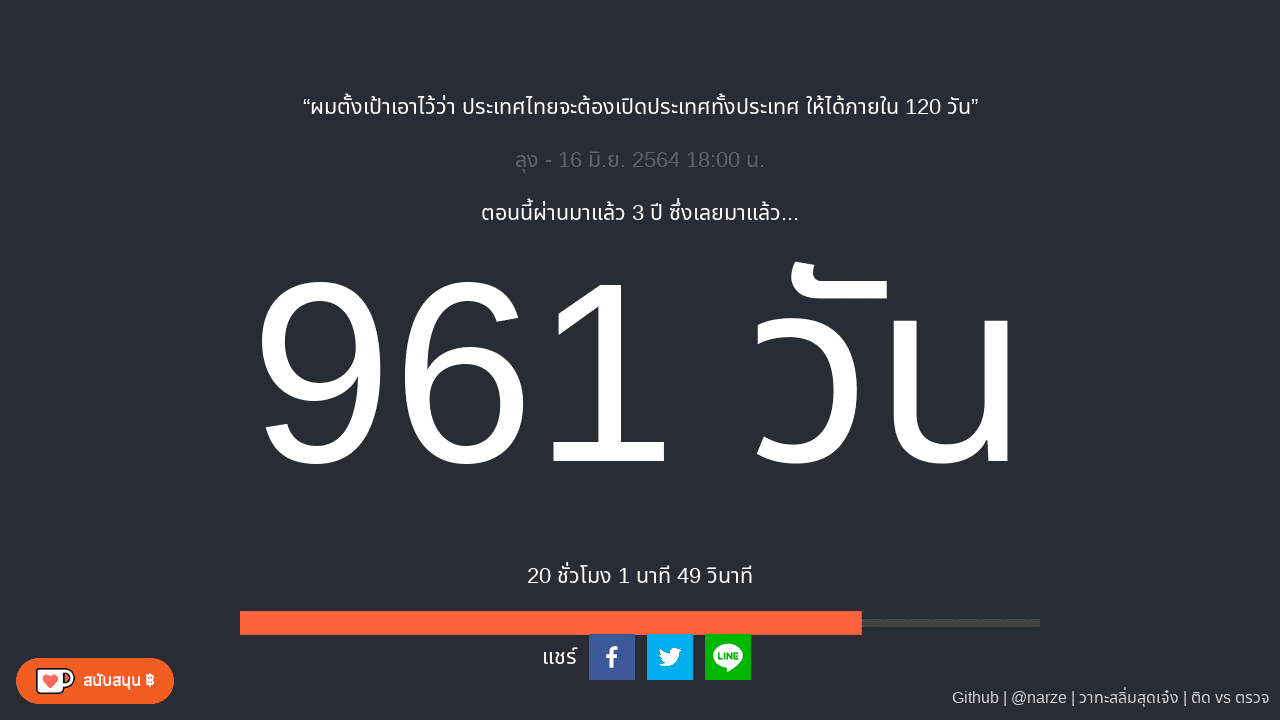 “ผมตั้งเป้าเอาไว้ว่า ประเทศไทยจะต้องเปิดประเทศทั้งประเทศ ให้ได้ภายใน 120 วัน”
ลุง - 16 มิ.ย. 2564 18:00 น.
ตอนนี้ผ่านมาแล้ว 3 ปี ซึ่งเลยมาแล้ว...
961 วัน
20 ชั่วโมง 1 นาที 49 วินาที
แชร์
LINE
สนับสนุน ฿
Github | @narze | วาทะสลิ่มสุดเจ๋ง | ติด vs ตรวจ